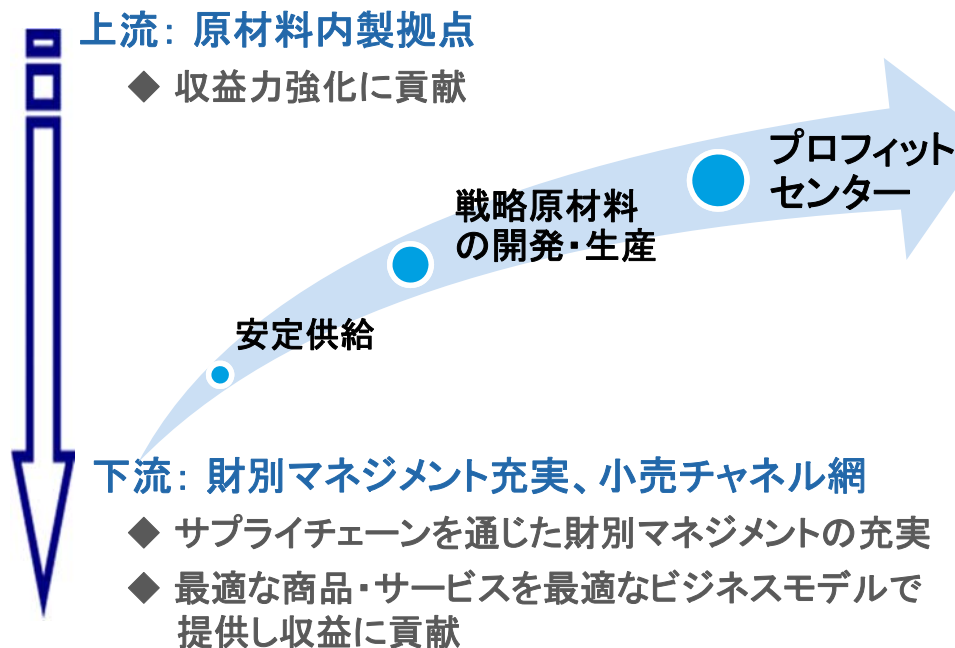 上流： 原材料内製拠点
◆ 収益力強化に貢献
プロフィット
センター
戦略原材料
の開発・生産
安定供給
下流： 財別マネジメント充実、小売チャネル網
◆ サプライチェーンを通じた財別マネジメントの充実
◆ 最適な商品・サービスを最適なビジネスモデルで
提供し収益に貢献